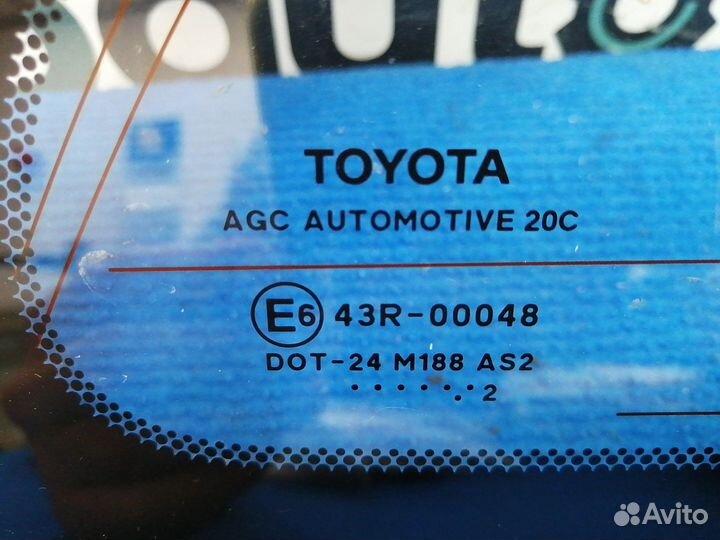 TOYOTA
AGC AUTOMOTIVE 20C
E6 43R-00048
DOT-24 M188 AS2
. . . . . . . . 2
Avito